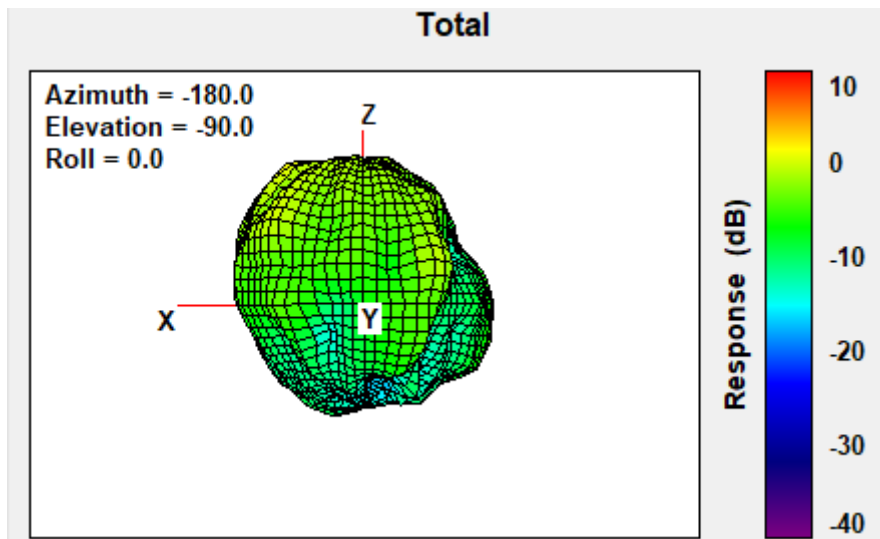 Total
Azimuth = -180.0
Elevation = -90.0
Roll = 0.0
Z
X
Y
10
0
-10
-20
-30
-40
Response (dB)